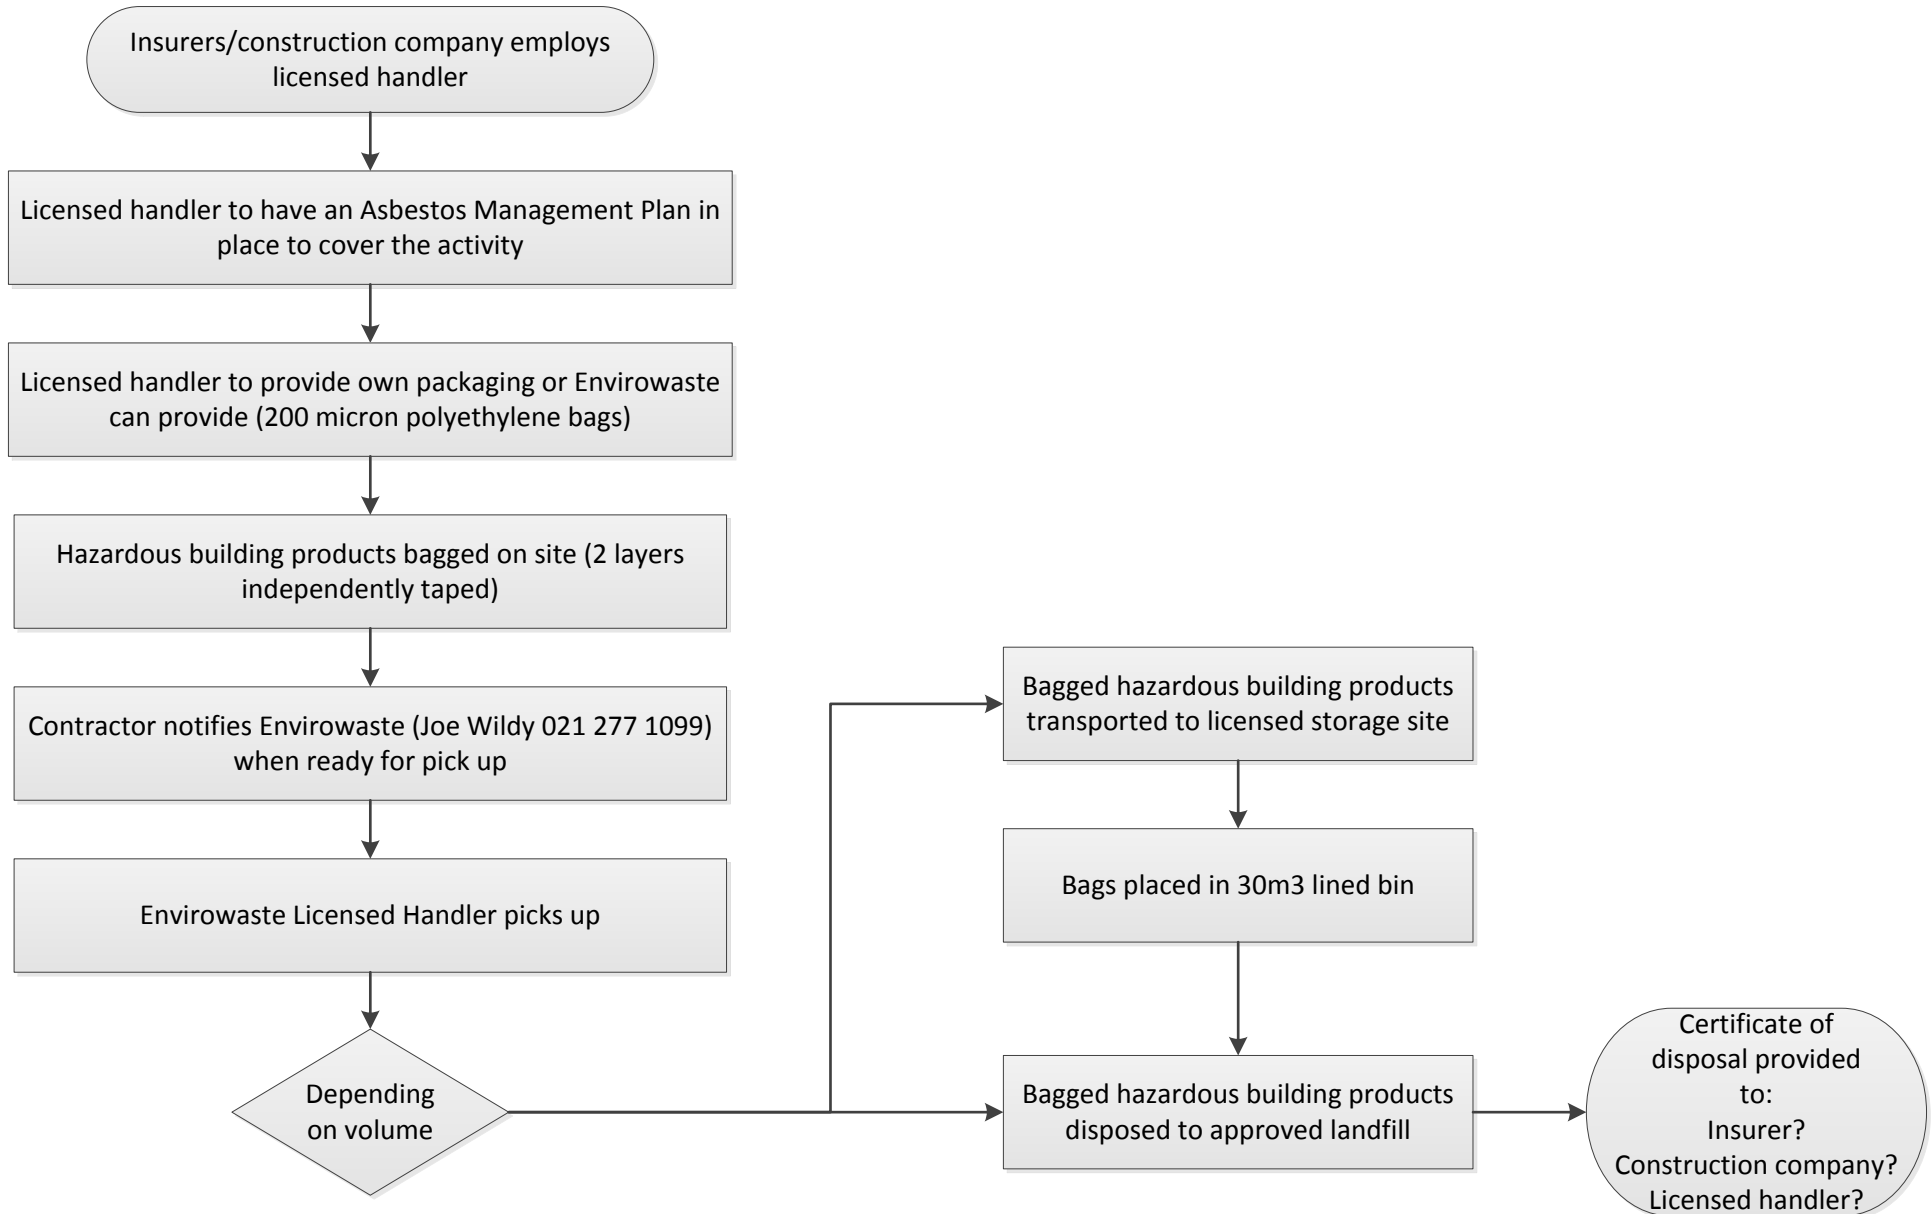 Insurers/construction company employs
licensed handler
Licensed handler to have an Asbestos Management Plan in
place to cover the activity
Licensed handler to provide own packaging or Envirowaste
can provide (200 micron polyethylene bags)
Hazardous building products bagged on site (2 layers
independently taped)
Contractor notifies Envirowaste (Joe Wildy 021 277 1099)
when ready for pick up
Envirowaste Licensed Handler picks up
Depending
on volume
Bagged hazardous building products
transported to licensed storage site
Bags placed in 30m3 lined bin
Bagged hazardous building products
disposed to approved landfill
Certificate of
disposal provided
to:
Insurer?
Construction company?
Licensed handler?